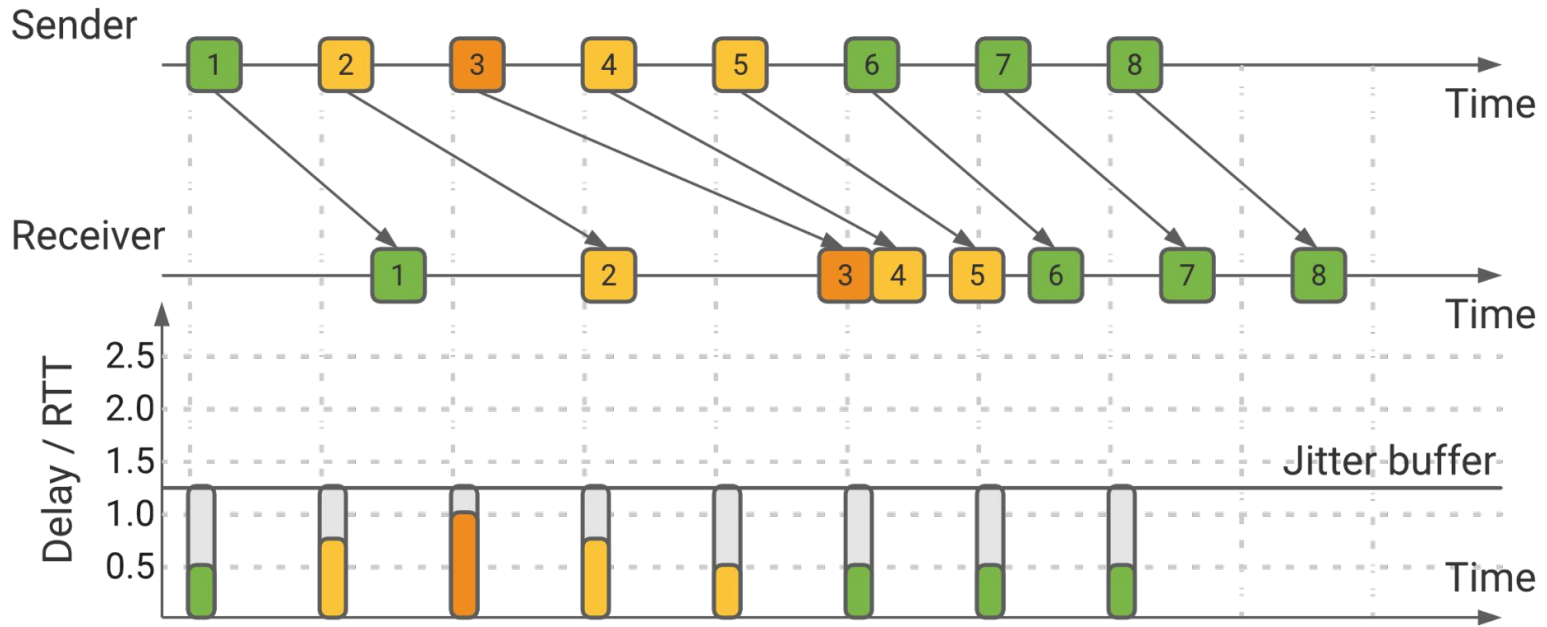 Sender
1 2 3 4 5 6 7 8
Time
Receiver
1 2 3 4 5 6 7 8
Time
Delay / RTT
2.5
2.0
1.5
Jitter buffer
1.0
0.5
Time